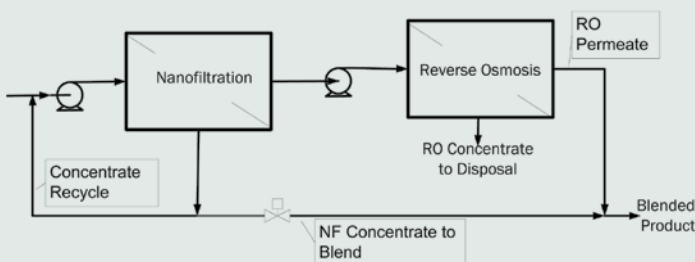 RO
Permeate
Nanofiltration
Reverse Osmosis
RO Concentrate
to Disposal
Concentrate
Recycle
Blended
Product
NF Concentrate to
Blend